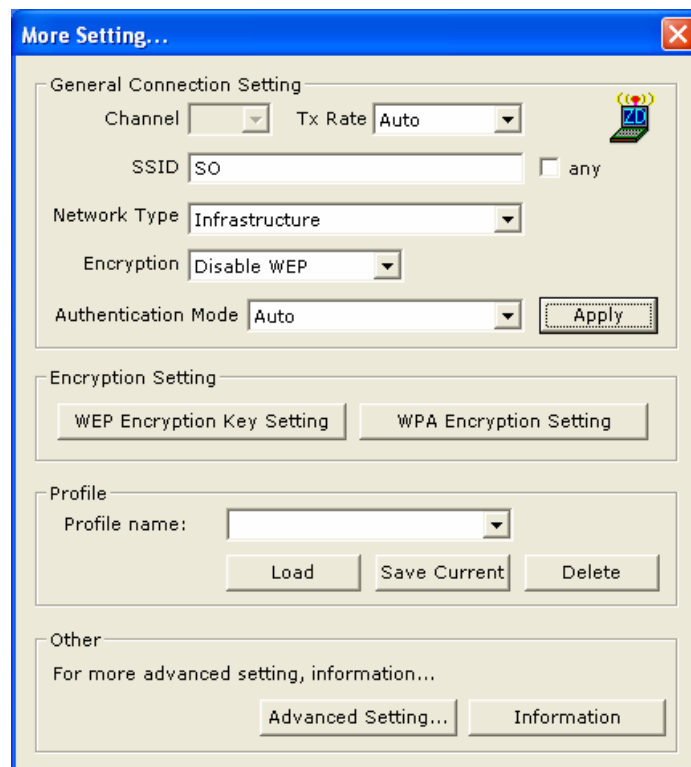 More Setting...
General Connection Setting
Channel Tx Rate Auto
ZD
SSID SO any
Network Type Infrastructure
Encryption Disable WEP
Authentication Mode Auto Apply
Encryption Setting
WEP Encryption Key Setting WPA Encryption Setting
Profile
Profile name:
Load Save Current Delete
Other
For more advanced setting, information...
Advanced Setting... Information